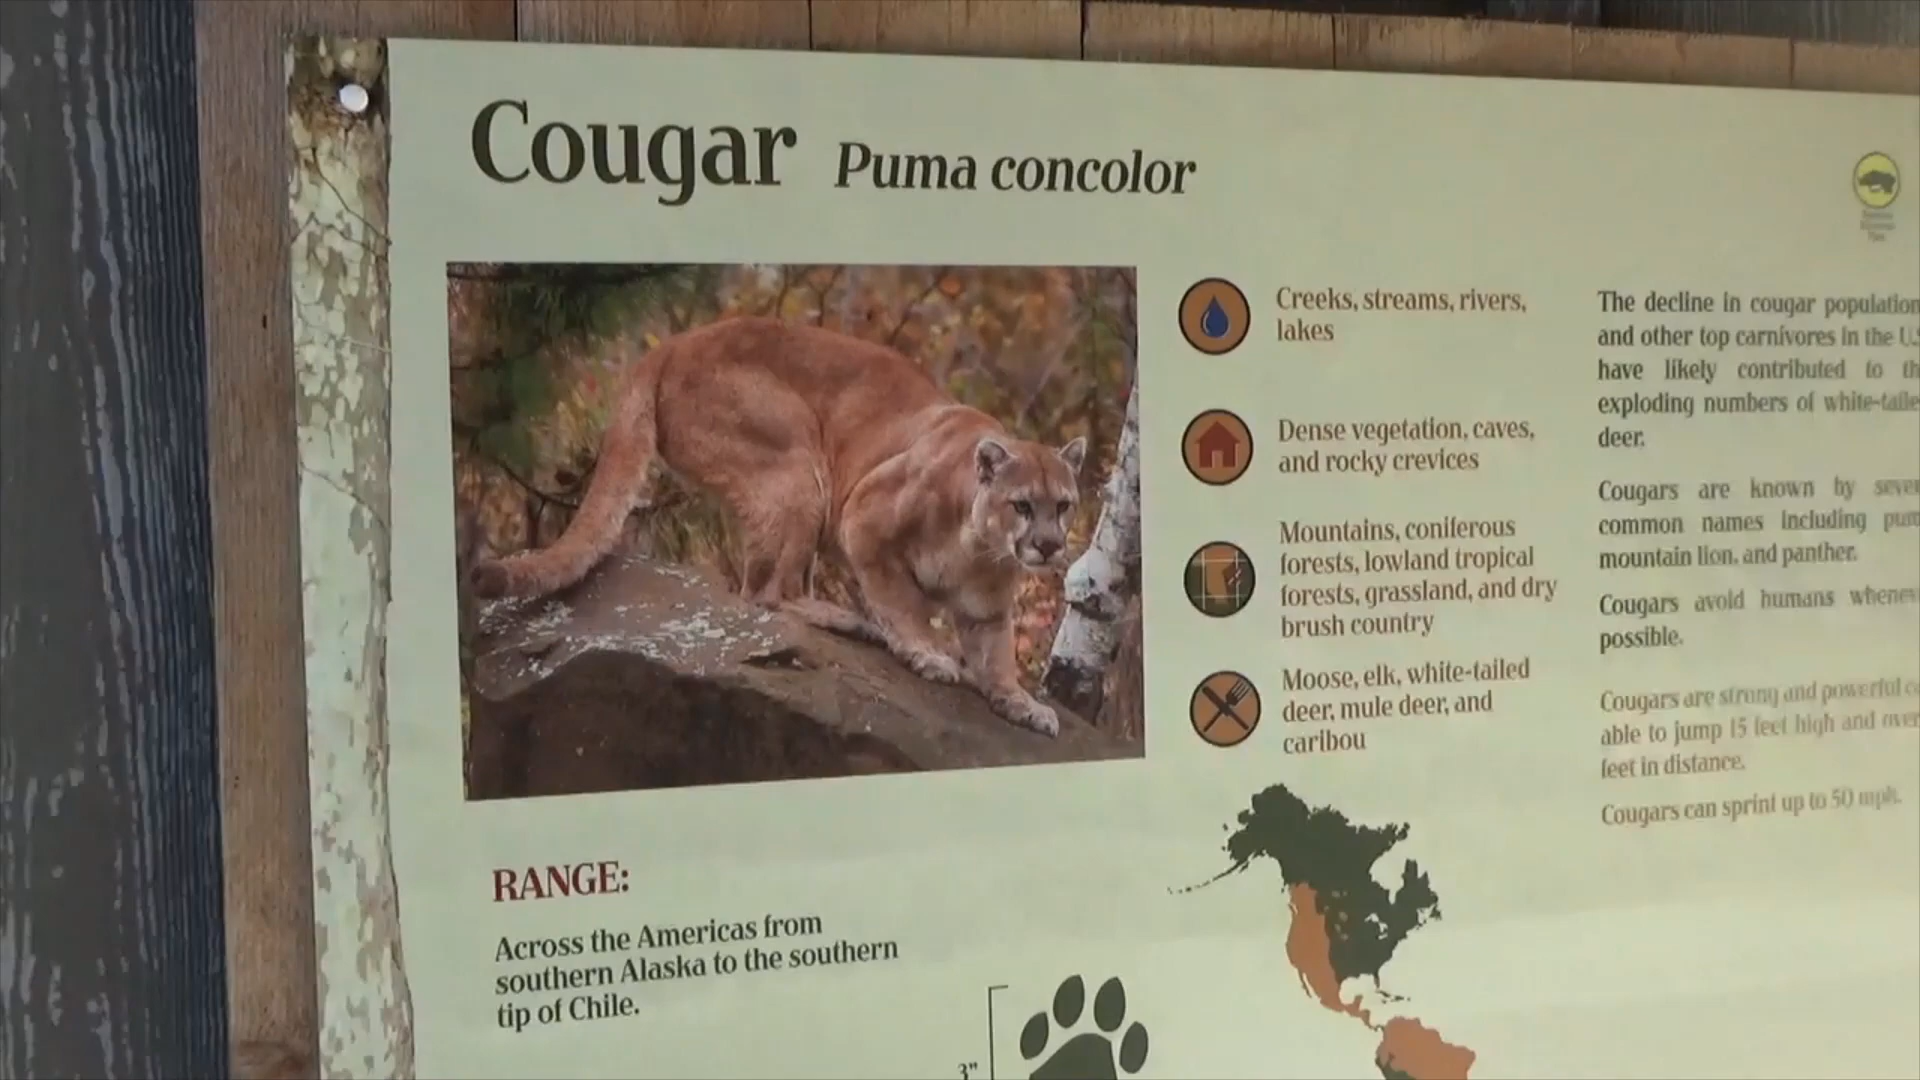 Cougar Puma concolor
Creeks, streams, rivers,
lakes
Dense vegetation, caves,
and rocky crevices
Mountains, coniferous
forests, lowland tropical
forests, grassland, and dry
brush country
Moose, elk, white-tailed
deer, mule deer, and
caribou
The decline in cougar population
and other top carnivores in the
have likely contributed to
exploding numbers of
deer.
Cougars are known by
common names including
mountain lion, and panther.
Cougars avoid humans
possible.
Cougars are strong and powerful
able to jump 15 feet high and
feet in distance.
Cougars can sprint up to 50 mph.
RANGE:
Across the Americas from
southern Alaska to the southern
tip of Chile.
3"